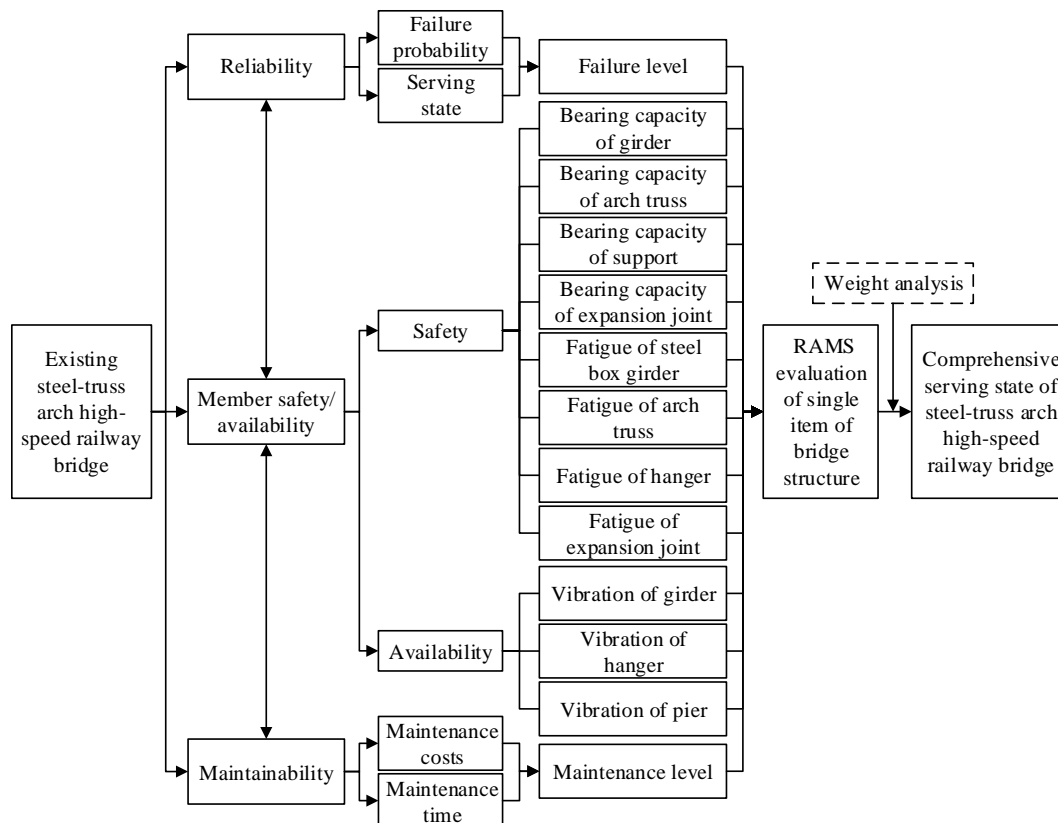 Existing
steel-truss
arch high-
speed railway
bridge
Reliability
Member safety/
availability
Maintainability
Failure
probability
Serving
state
Safety
Availability
Maintenance
costs
Maintenance
time
Failure level
Bearing capacity
of girder
Bearing capacity
of arch truss
Bearing capacity
of support
Bearing capacity
of expansion joint
Fatigue of steel
box girder
Fatigue of arch
truss
Fatigue of hanger
Fatigue of
expansion joint
Vibration of girder
Vibration of
hanger
Vibration of pier
Maintenance level
RAMS
evaluation
of single
item of
bridge
structure
Weight analysis
Comprehensive
serving state of
steel-truss arch
high-speed
railway bridge